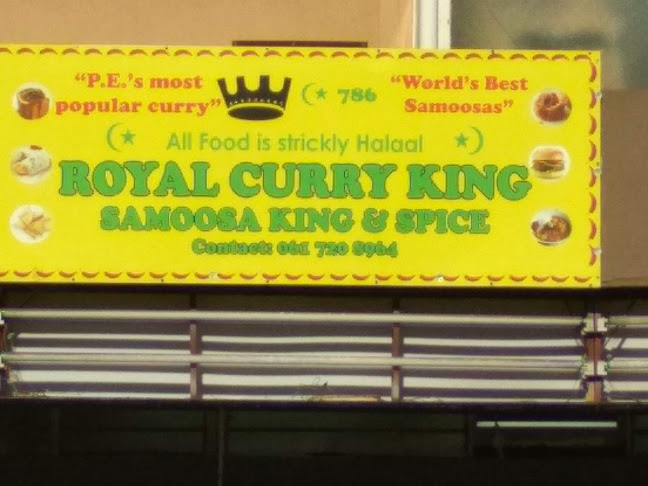 "P.E.'s most
popular curry"
786
"World's Best
Samoosas"
All Food is strickly Halaal
ROYAL CURRY KING
SAMOOSA KING & SPICE
Contact: 061 720 8964